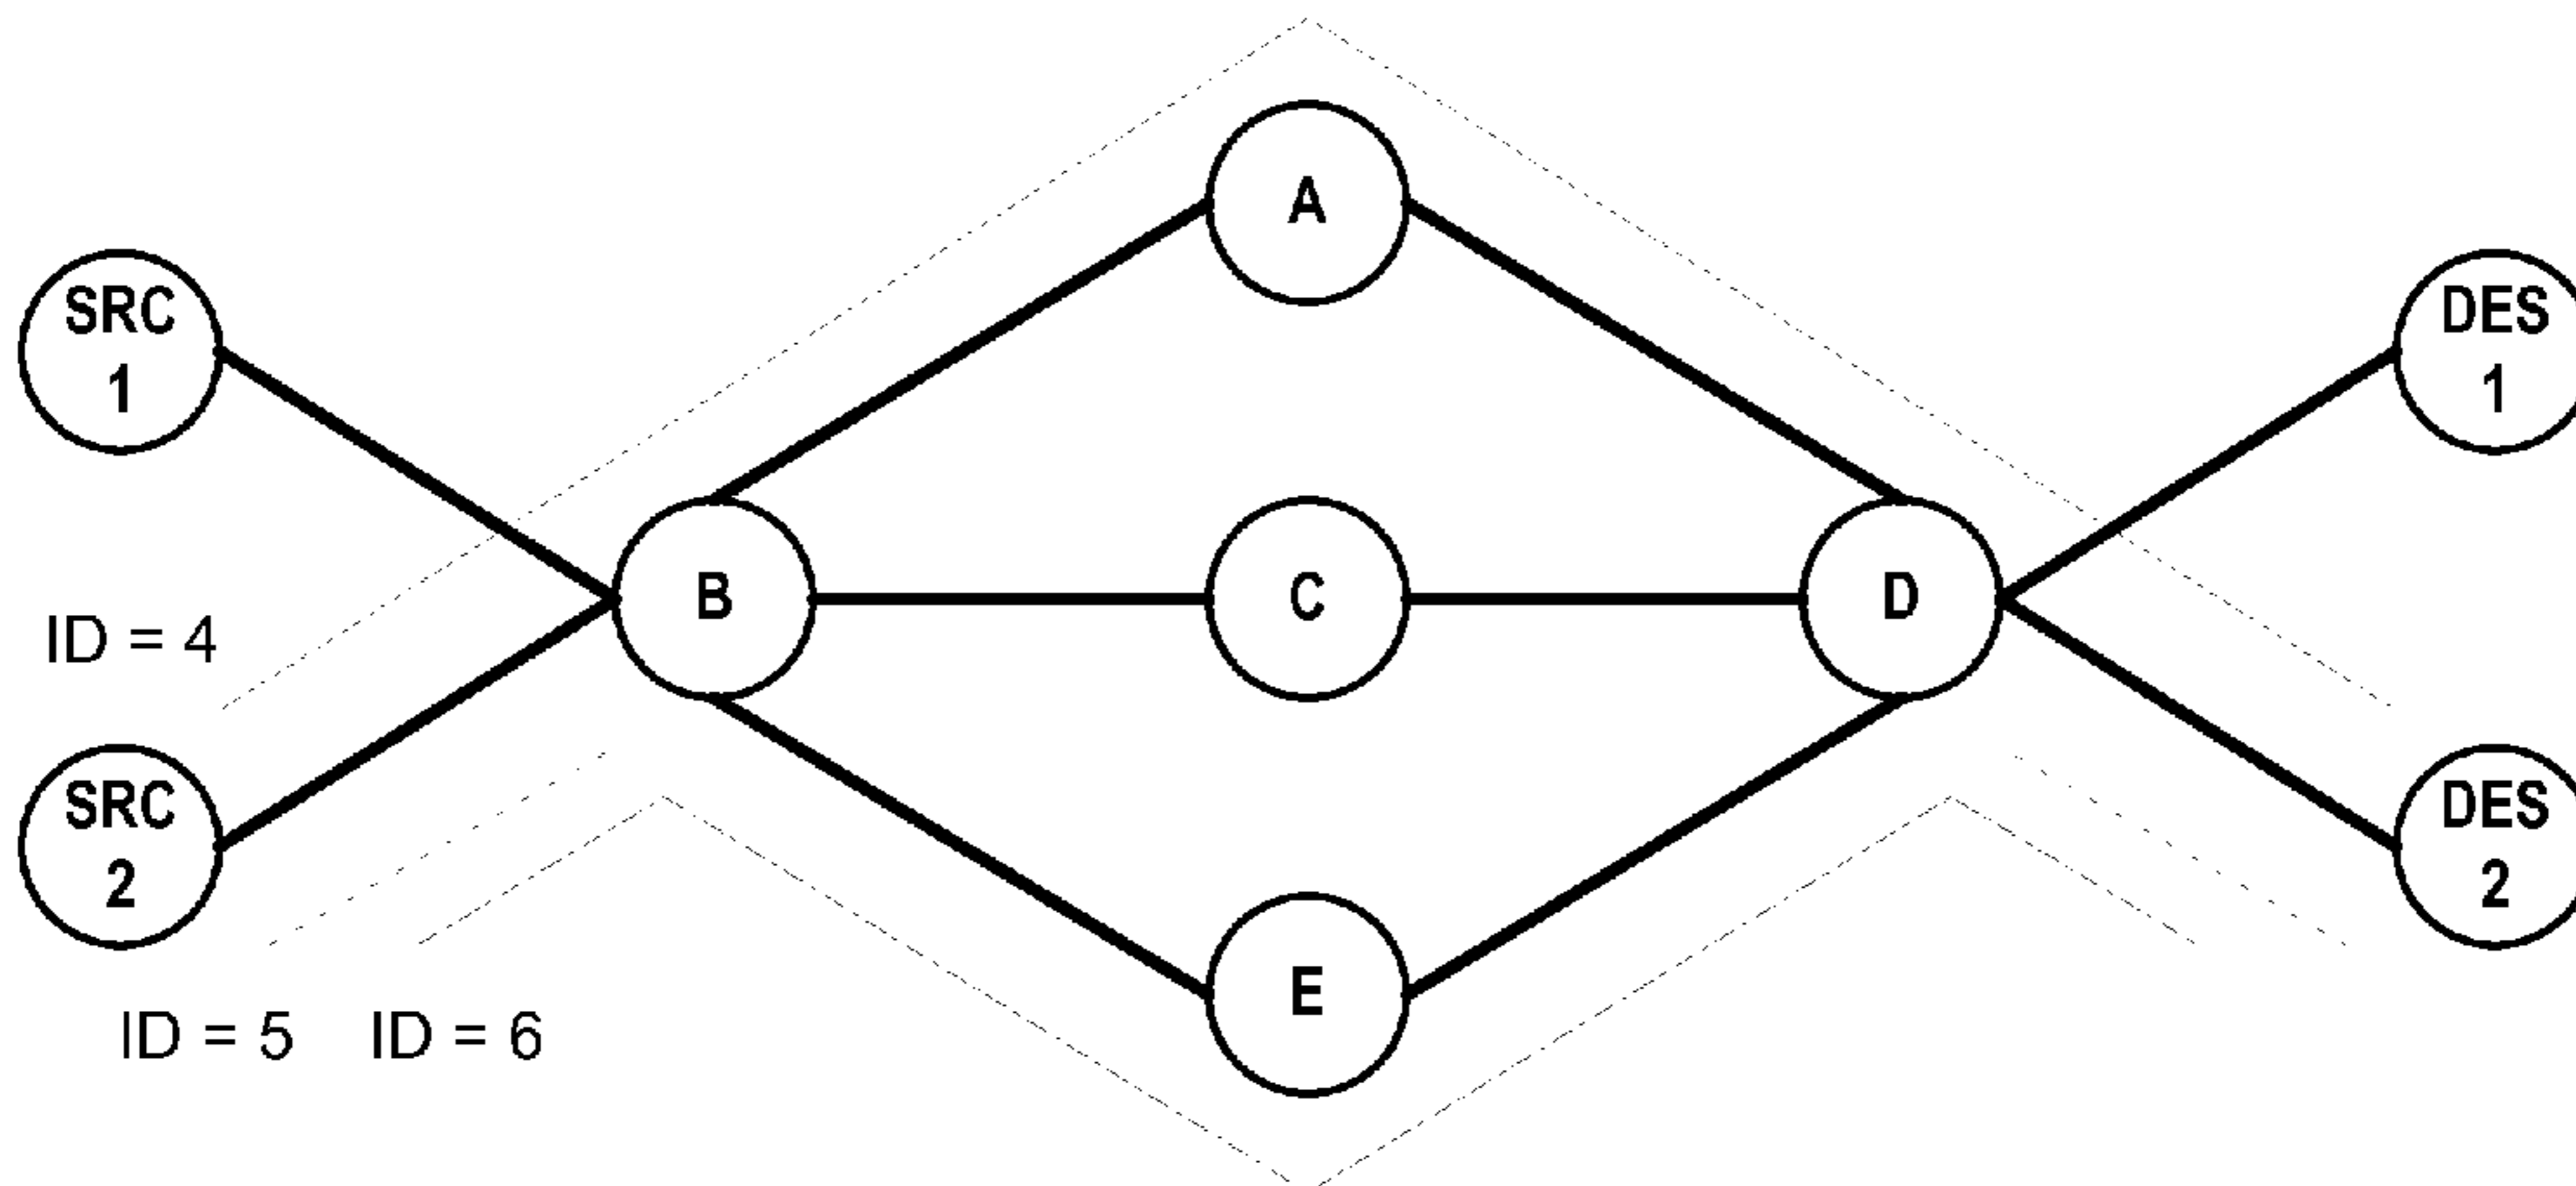 A
SRC
1
DES
1
B
C
D
ID = 4
SRC
2
DES
2
E
ID = 5
ID = 6